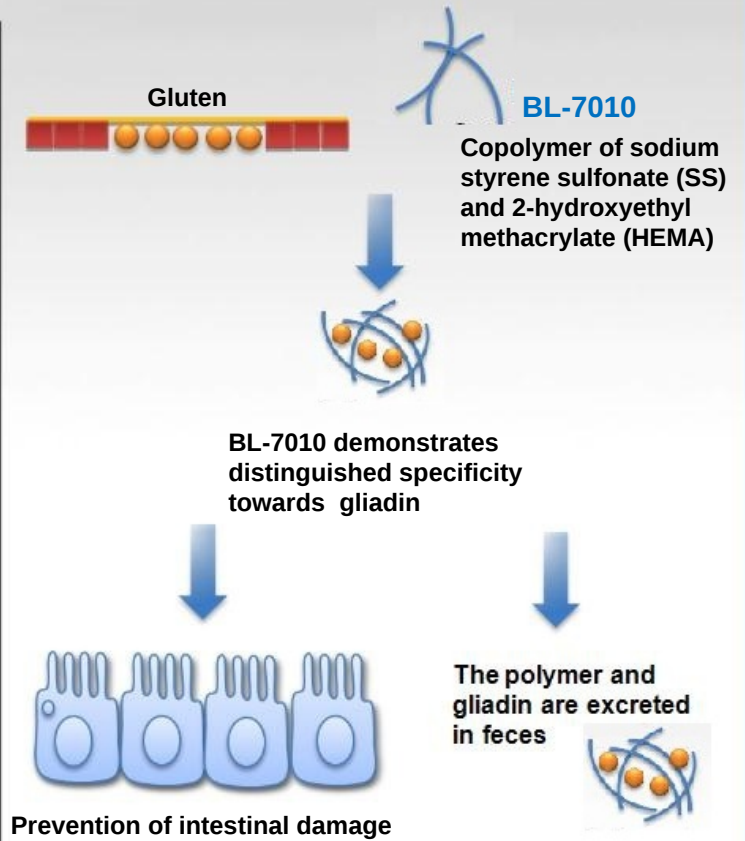 Gluten
BL-7010
Copolymer of sodium
styrene sulfonate (SS)
and 2-hydroxyethyl
methacrylate (HEMA)
BL-7010 demonstrates
distinguished specificity
towards gliadin
The polymer and
gliadin are excreted
in feces
Prevention of intestinal damage